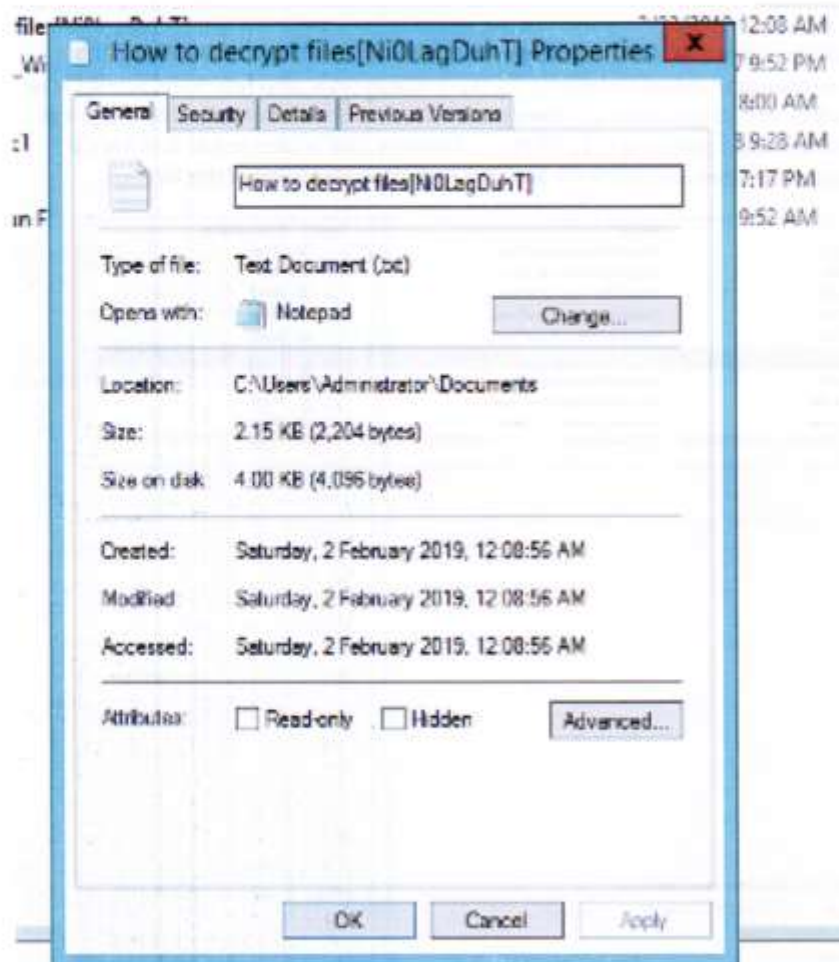 12:08 AM
How to decrypt files[Ni0LagDuhT] Properties
9:52 PM
General Security Details Previous Versions
8:00 AM
9:28 AM
How to decrypt files[Ni0LagDuhT]
7:17 PM
9:52 AM
Type of file: Text Document (.txt)
Opens with: Notepad Change...
Location: C:\Users\Administrator\Documents
Size: 2.15 KB (2,204 bytes)
Size on disk 4.00 KB (4,096 bytes)
Created: Saturday, 2 February 2019, 12:08:56 AM
Modified Saturday, 2 February 2019, 12:08:56 AM
Accessed: Saturday, 2 February 2019, 12:08:56 AM
Attributes: Read-only Hidden Advanced...
OK Cancel Apply